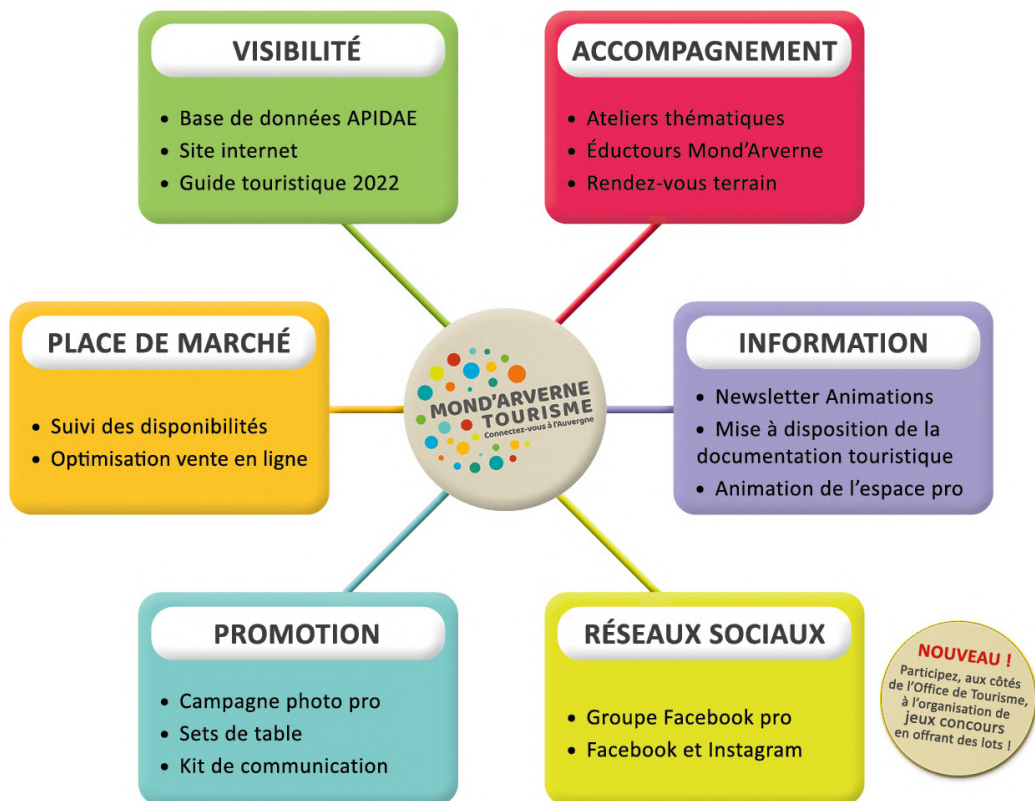 VISIBILITÉ
• Base de données APIDAE
• Site internet
• Guide touristique 2022
ACCOMPAGNEMENT
• Ateliers thématiques
• Éductours Mond'Arverne
• Rendez-vous terrain
PLACE DE MARCHÉ
• Suivi des disponibilités
• Optimisation vente en ligne
MOND'ARVERNE
TOURISME
Connectez-vous à l'Auvergne
INFORMATION
• Newsletter Animations
• Mise à disposition de la
documentation touristique
• Animation de l'espace pro
PROMOTION
• Campagne photo pro
• Sets de table
• Kit de communication
RÉSEAUX SOCIAUX
• Groupe Facebook pro
• Facebook et Instagram
NOUVEAU !
Participez, aux côtés
de l'Office de Tourisme,
à l'organisation de
jeux concours
en offrant des lots !